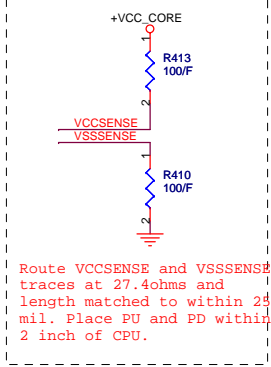 +VCC_CORE
1
R413
100/F
2
VCCSENSE
VSSSENSE
1
R410
100/F
2
Route VCCSENSE and VSSSENSE
traces at 27.4ohms and
length matched to within 25
mil. Place PU and PD within
2 inch of CPU.